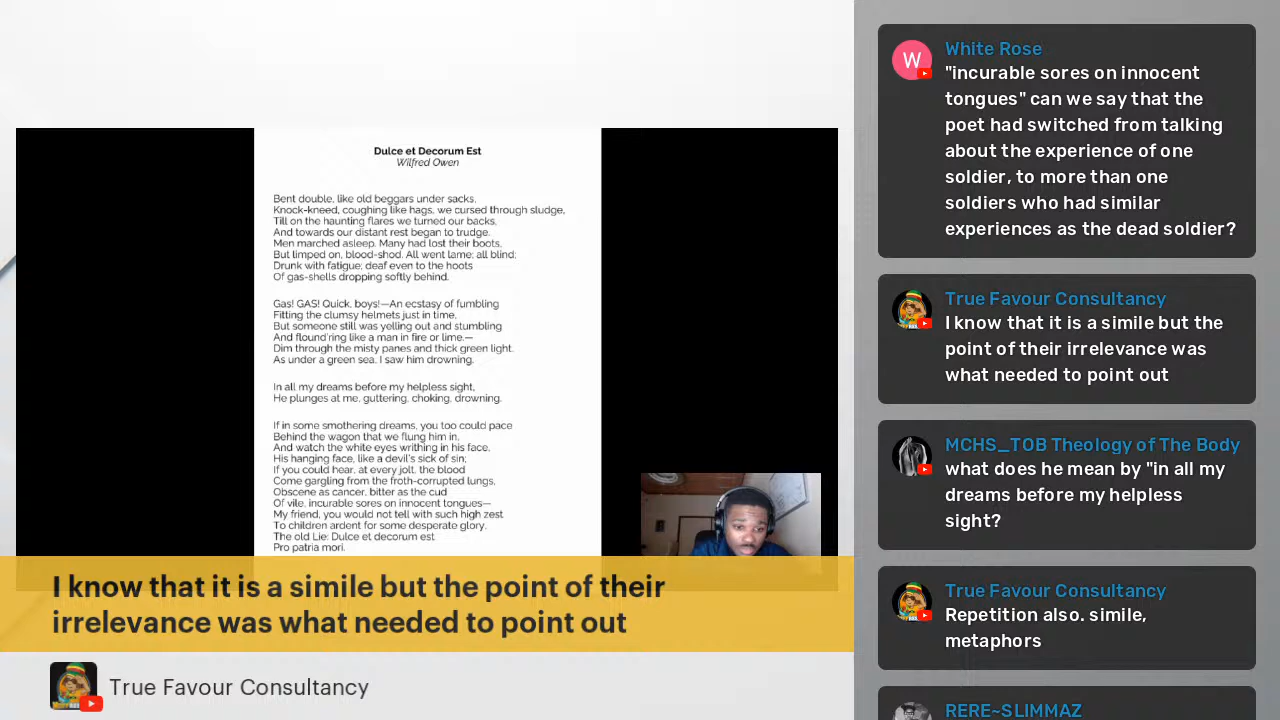 Dulce et Decorum Est
Wilfred Owen
Bent double, like old beggars under sacks,
Knock-kneed, coughing like hags, we cursed through sludge,
Till on the haunting flares we turned our backs,
And towards our distant rest began to trudge.
Men marched asleep. Many had lost their boots,
But limped on, blood-shod. All went lame; all blind;
Drunk with fatigue; deaf even to the hoots
Of gas-shells dropping softly behind.
Gas! GAS! Quick, boys!—An ecstasy of fumbling
Fitting the clumsy helmets just in time,
But someone still was yelling out and stumbling
And flound'ring like a man in fire or lime.—
Dim through the misty panes and thick green light,
As under a green sea, I saw him drowning.
In all my dreams before my helpless sight,
He plunges at me, guttering, choking, drowning.
If in some smothering dreams, you too could pace
Behind the wagon that we flung him in,
And watch the white eyes writhing in his face,
His hanging face, like a devil's sick of sin;
If you could hear, at every jolt, the blood
Come gargling from the froth-corrupted lungs,
Obscene as cancer, bitter as the cud
Of vile, incurable sores on innocent tongues—
My friend, you would not tell with such high zest
To children ardent for some desperate glory,
The old Lie: Dulce et decorum est
Pro patria mori.
I know that it is a simile but the point of their
irrelevance was what needed to point out
True Favour Consultancy
W
White Rose
"incurable sores on innocent
tongues" can we say that the
poet had switched from talking
about the experience of one
soldier, to more than one
soldiers who had similar
experiences as the dead soldier?
True Favour Consultancy
I know that it is a simile but the
point of their irrelevance was
what needed to point out
MCHS_TOB Theology of The Body
what does he mean by "in all my
dreams before my helpless
sight?
True Favour Consultancy
Repetition also. simile,
metaphors
RERE~SLIMMAZ